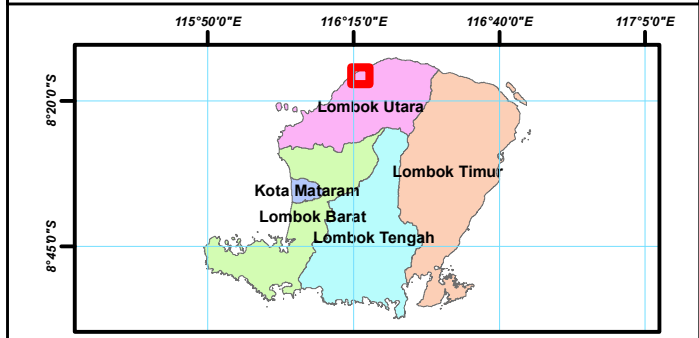 115°50'0"E 116°15'0"E 116°40'0"E 117°5'0"E
8°20'0"S
Lombok Utara
Lombok Timur
Kota Mataram
Lombok Barat
Lombok Tengah
8°45'0"S